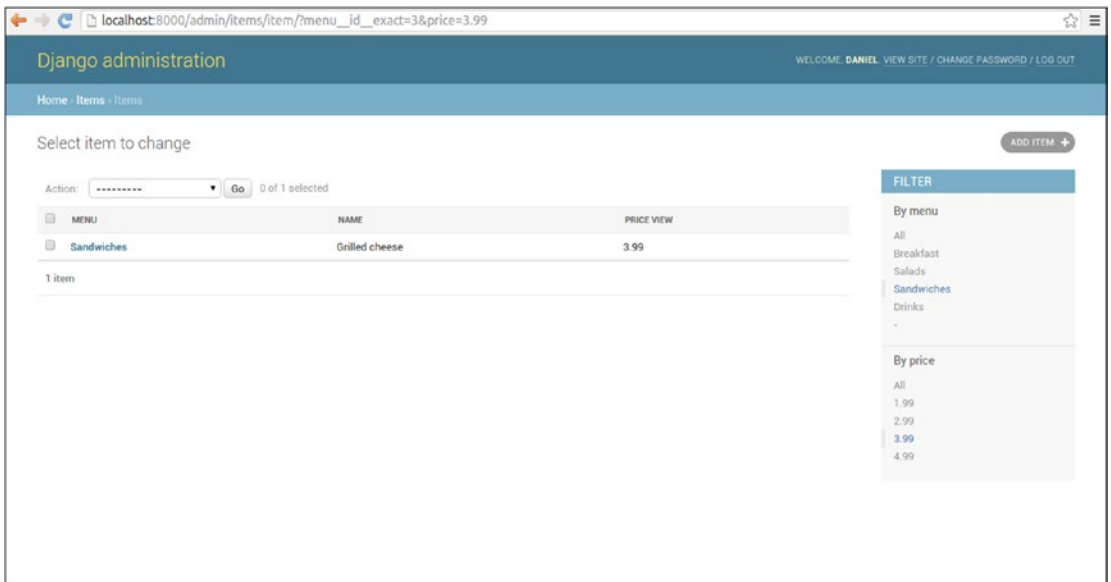 localhost:8000/admin/items/item/?menu__id__exact=3&price=3.99
Django administration
WELCOME, DANIEL. VIEW SITE / CHANGE PASSWORD / LOG OUT
Home › Items › Items
Select item to change
ADD ITEM +
Action: --------- Go 0 of 1 selected
MENU NAME PRICE VIEW
Sandwiches Grilled cheese 3.99
1 item
FILTER
By menu
All
Breakfast
Salads
Sandwiches
Drinks
-
By price
All
1.99
2.99
3.99
4.99